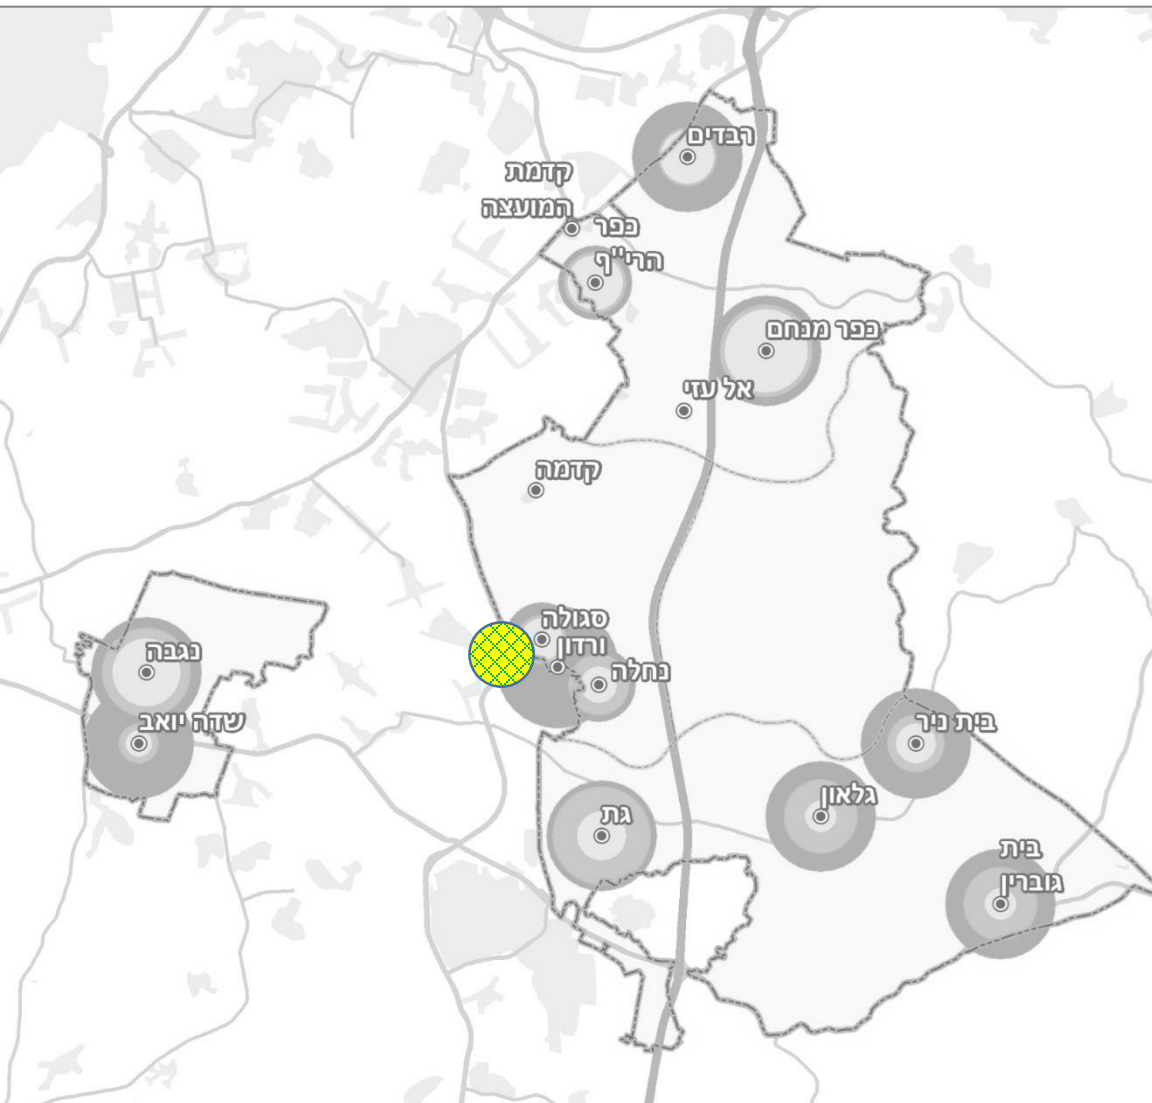 רבדים
קדמת
המועצה
כפר
הרי"ף
כפר מנחם
אל עזי
קדמה
סגולה
ורדון
נחלה
נגבה
שדה יואב
בית ניר
גלאון
גת
בית
גוברין